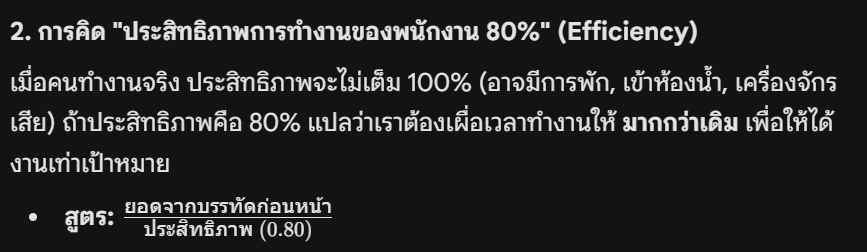 2. การคิด "ประสิทธิภาพการทำงานของพนักงาน 80%" (Efficiency)
เมื่อคนทำงานจริง ประสิทธิภาพจะไม่เต็ม 100% (อาจมีการพัก, เข้าห้องน้ำ, เครื่องจักร
เสีย) ถ้าประสิทธิภาพคือ 80% แปลว่าเราต้องเผื่อเวลาทำงานให้ มากกว่าเดิม เพื่อให้ได้
งานเท่าเป้าหมาย
• สูตร: ยอดจากบรรทัดก่อนหน้า
ประสิทธิภาพ (0.80)